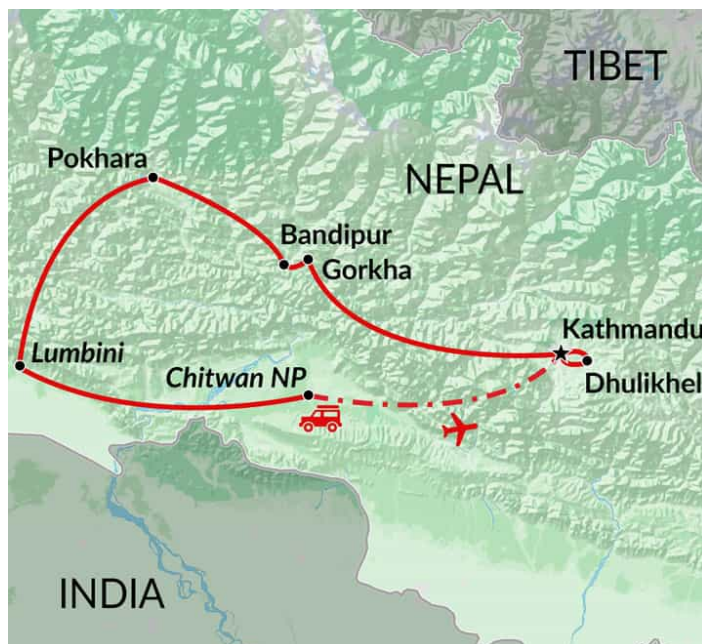 TIBET
Pokhara
NEPAL
Bandipur
Gorkha
Kathmandu
Lumbini
Chitwan NP
Dhulikhel
INDIA